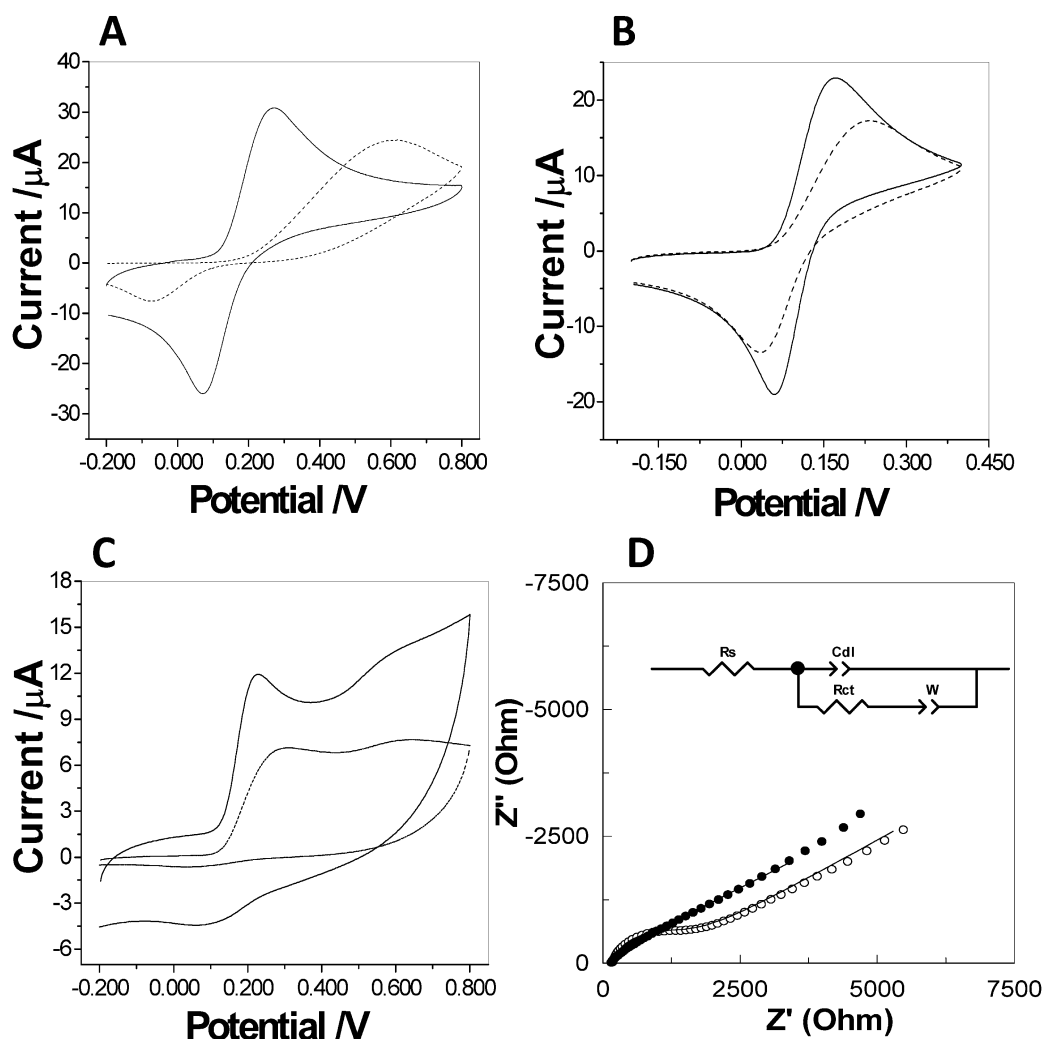 A
40
30
20
10
0
-10
-20
-30
Current /µA
-0.200 0.000 0.200 0.400 0.600 0.800
Potential /V
B
20
10
0
-10
-20
Current /µA
-0.150 0.000 0.150 0.300 0.450
Potential /V
C
18
15
12
9
6
3
0
-3
-6
Current /µA
-0.200 0.000 0.200 0.400 0.600 0.800
Potential /V
D
-7500
-5000
-2500
0
Z'' (Ohm)
Rs Cdl
Rct W
0 2500 5000 7500
Z' (Ohm)